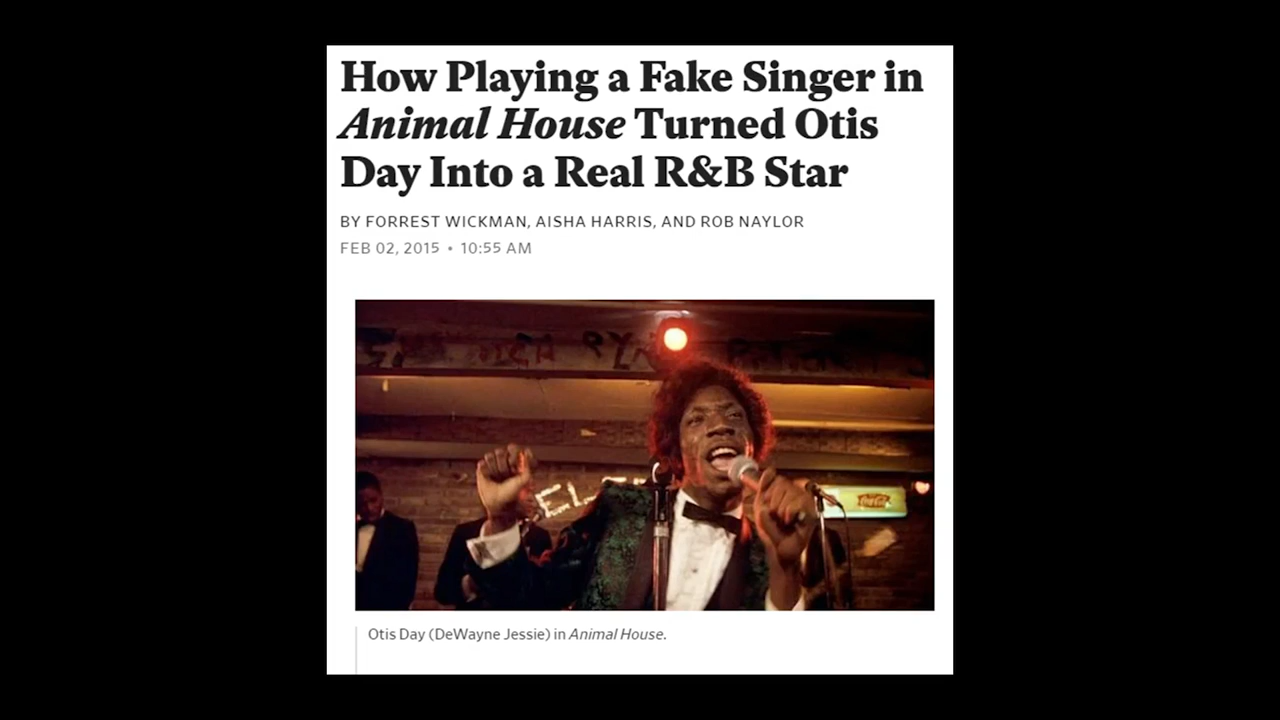 How Playing a Fake Singer in
Animal House Turned Otis
Day Into a Real R&B Star
BY FORREST WICKMAN, AISHA HARRIS, AND ROB NAYLOR
FEB 02, 2015 • 10:55 AM
Otis Day (DeWayne Jessie) in Animal House.